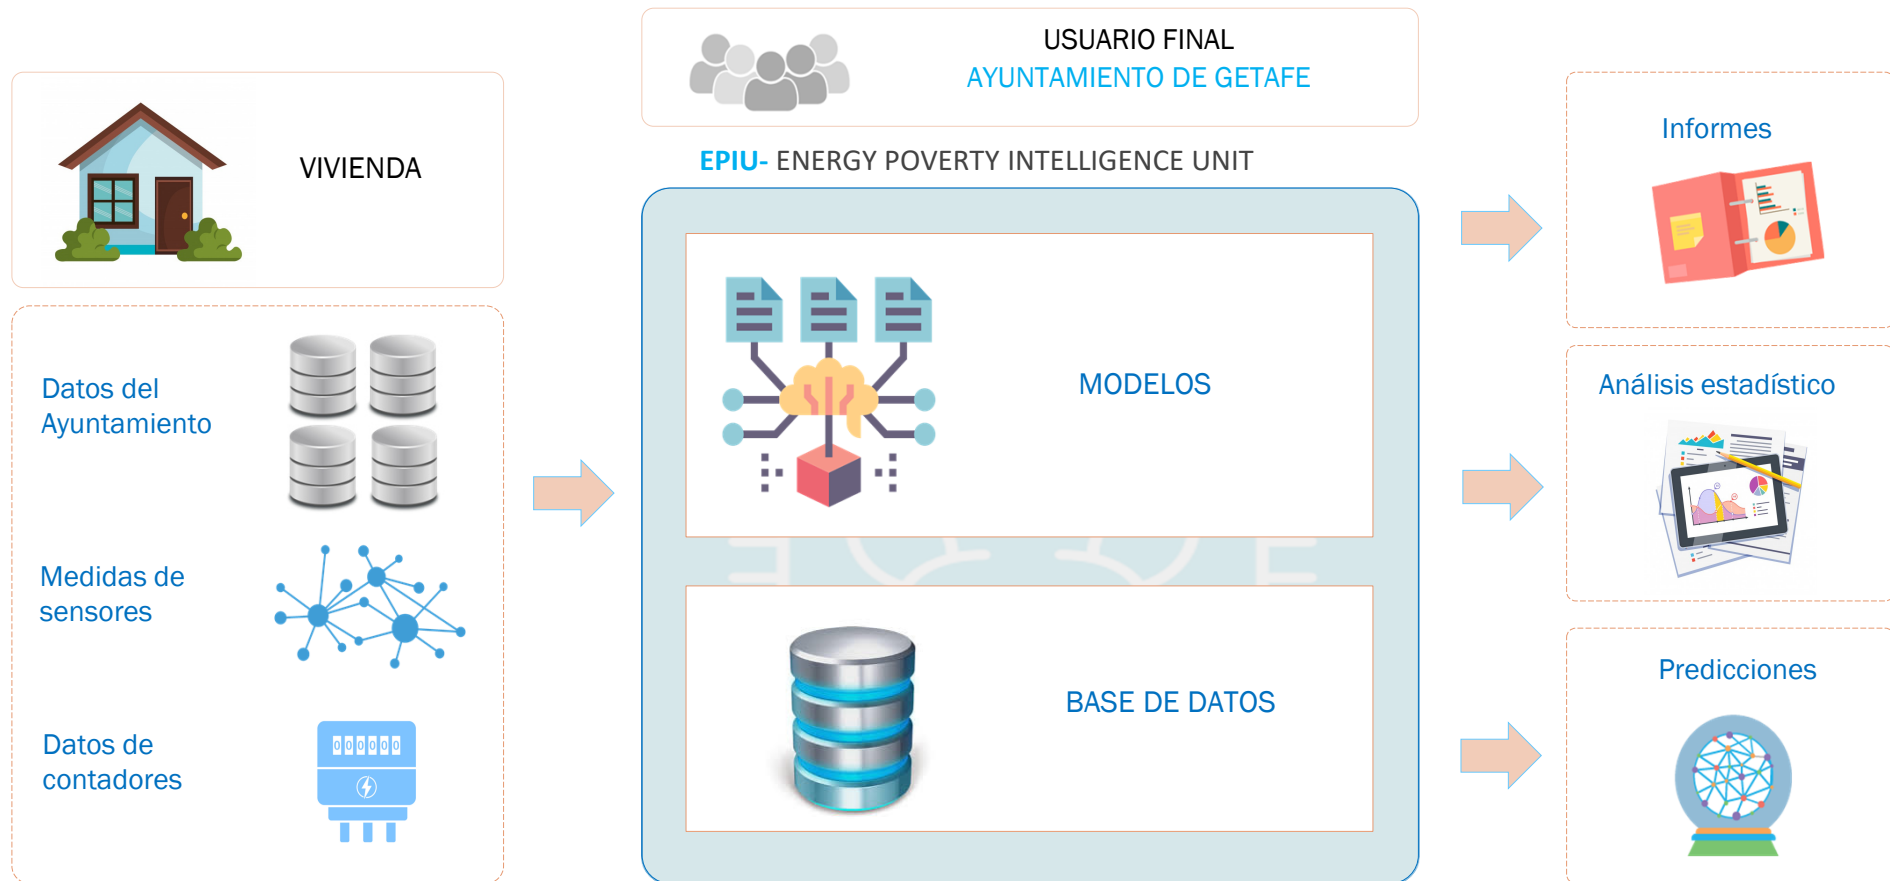 USUARIO FINAL
AYUNTAMIENTO DE GETAFE
VIVIENDA
EPIU- ENERGY POVERTY INTELLIGENCE UNIT
Datos del
Ayuntamiento
Medidas de
sensores
Datos de
contadores
000000
MODELOS
BASE DE DATOS
Informes
Análisis estadístico
Predicciones